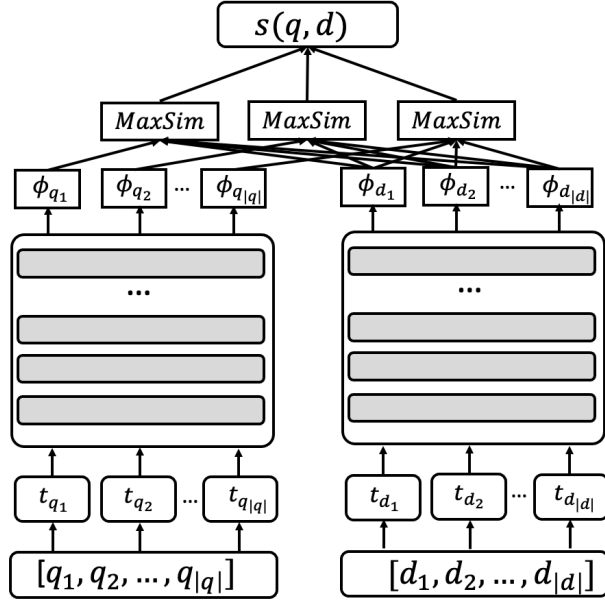 s(q, d)
MaxSim MaxSim MaxSim
ϕ_{q_1} ϕ_{q_2} ... ϕ_{q_{|q|}} ϕ_{d_1} ϕ_{d_2} ... ϕ_{d_{|d|}}
... ...
t_{q_1} t_{q_2} ... t_{q_{|q|}} t_{d_1} t_{d_2} ... t_{d_{|d|}}
[q_1, q_2, ..., q_{|q|}] [d_1, d_2, ..., d_{|d|}]